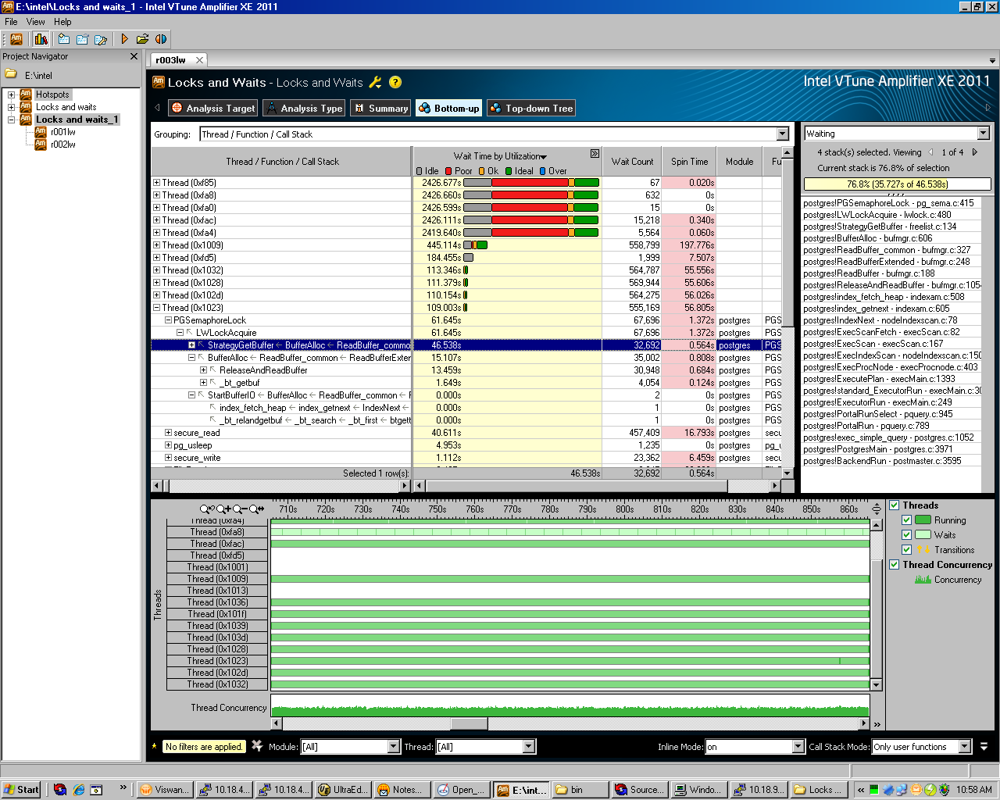 E:\intel\Locks and waits_1 - Intel VTune Amplifier XE 2011
File View Help
Project Navigator
E:\intel
Hotspots
Locks and waits
Locks and waits_1
r001lw
r002lw
r003lw
Locks and Waits - Locks and Waits
Intel VTune Amplifier XE 2011
Analysis Target Analysis Type Summary Bottom-up Top-down Tree
Grouping: Thread / Function / Call Stack
Thread / Function / Call Stack Wait Time by Utilization Wait Count Spin Time Module Fu
Idle Poor Ok Ideal Over
Thread (0xf85) 2426.677s 67 0.020s
Thread (0xfa8) 2426.660s 632 0s
Thread (0xfa0) 2426.599s 15 0s
Thread (0xfac) 2426.111s 15,218 0.340s
Thread (0xfa4) 2419.640s 5,564 0.060s
Thread (0x1009) 445.114s 558,799 197.776s
Thread (0xfd5) 184.455s 1,999 7.507s
Thread (0x1032) 113.346s 564,787 55.556s
Thread (0x1028) 111.379s 569,944 55.606s
Thread (0x102d) 110.154s 564,275 56.026s
Thread (0x1023) 109.003s 555,169 56.805s
PGSemaphoreLock 61.645s 67,696 1.372s postgres PGS
LWLockAcquire 61.645s 67,696 1.372s postgres PGS
StrategyGetBuffer ← BufferAlloc ← ReadBuffer_commo 46.538s 32,692 0.564s postgres PGS
BufferAlloc ← ReadBuffer_common ← ReadBufferExter 15.107s 35,002 0.808s postgres PGS
ReleaseAndReadBuffer 13.459s 30,948 0.684s postgres PGS
_bt_getbuf 1.649s 4,054 0.124s postgres PGS
StartBufferIO ← BufferAlloc ← ReadBuffer_common ← F 0.000s 2 0s postgres PGS
index_fetch_heap ← index_getnext ← IndexNext ← 0.000s 1 0s postgres PGS
_bt_relandgetbuf ← _bt_search ← _bt_first ← btgett 0.000s 1 0s postgres PGS
secure_read 40.611s 457,409 16.793s postgres secu
pg_usleep 4.953s 1,235 0s postgres pg_u
secure_write 1.112s 23,362 6.459s postgres secu
Selected 1 row(s): 46.538s 32,692 0.564s
Waiting
4 stack(s) selected. Viewing 1 of 4
Current stack is 76.8% of selection
76.8% (35.727s of 46.538s)
postgres!PGSemaphoreLock - pg_sema.c:415
postgres!LWLockAcquire - lwlock.c:480
postgres!StrategyGetBuffer - freelist.c:134
postgres!BufferAlloc - bufmgr.c:606
postgres!ReadBuffer_common - bufmgr.c:327
postgres!ReadBufferExtended - bufmgr.c:248
postgres!ReadBuffer - bufmgr.c:188
postgres!ReleaseAndReadBuffer - bufmgr.c:1054
postgres!index_fetch_heap - indexam.c:508
postgres!index_getnext - indexam.c:605
postgres!IndexNext - nodeIndexscan.c:78
postgres!ExecScanFetch - execScan.c:82
postgres!ExecScan - execScan.c:167
postgres!ExecIndexScan - nodeIndexscan.c:150
postgres!ExecProcNode - execProcnode.c:403
postgres!ExecutePlan - execMain.c:1393
postgres!standard_ExecutorRun - execMain.c:30
postgres!ExecutorRun - execMain.c:249
postgres!PortalRunSelect - pquery.c:945
postgres!PortalRun - pquery.c:789
postgres!exec_simple_query - postgres.c:1052
postgres!PostgresMain - postgres.c:3971
postgres!BackendRun - postmaster.c:3595
710s 720s 730s 740s 750s 760s 770s 780s 790s 800s 810s 820s 830s 840s 850s 860s
Threads
Thread (0xfa4)
Thread (0xfa8)
Thread (0xfac)
Thread (0xfd5)
Thread (0x1001)
Thread (0x1009)
Thread (0x1013)
Thread (0x1036)
Thread (0x101f)
Thread (0x1039)
Thread (0x103d)
Thread (0x1028)
Thread (0x1023)
Thread (0x102d)
Thread (0x1032)
Thread Concurrency
Threads
Running
Waits
Transitions
Thread Concurrency
Concurrency
No filters are applied. Module: [All] Thread: [All] Inline Mode: on Call Stack Mode: Only user functions
Start Viswan... 10.18.4... 10.18.4... UltraEd... Notes... Open_... E:\int... bin Source... Windo... 10.18.9... Locks ... 10:58 AM